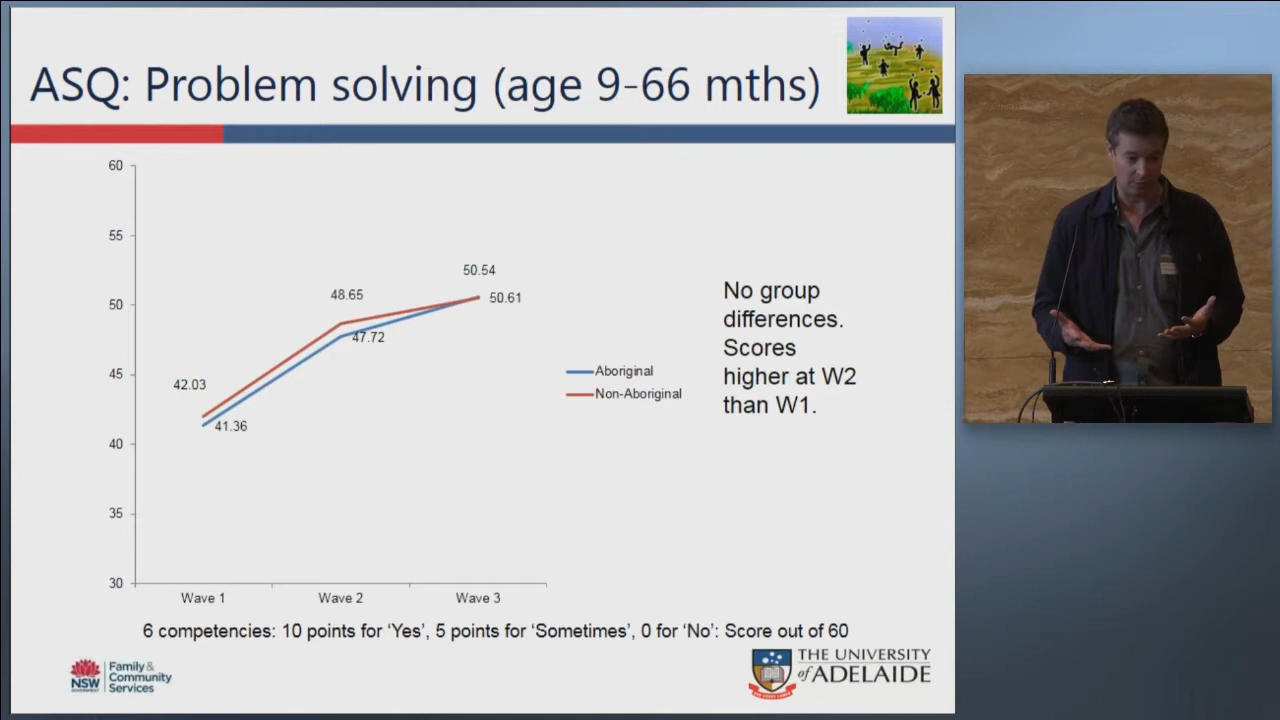 ASQ: Problem solving (age 9-66 mths)
60
55
50
45
40
35
30
42.03
41.36
48.65
47.72
50.54
50.61
Wave 1
Wave 2
Wave 3
Aboriginal
Non-Aboriginal
No group
differences.
Scores
higher at W2
than W1.
6 competencies: 10 points for ‘Yes’, 5 points for ‘Sometimes’, 0 for ‘No’: Score out of 60
NSW
GOVERNMENT
Family &
Community
Services
THE UNIVERSITY
of ADELAIDE